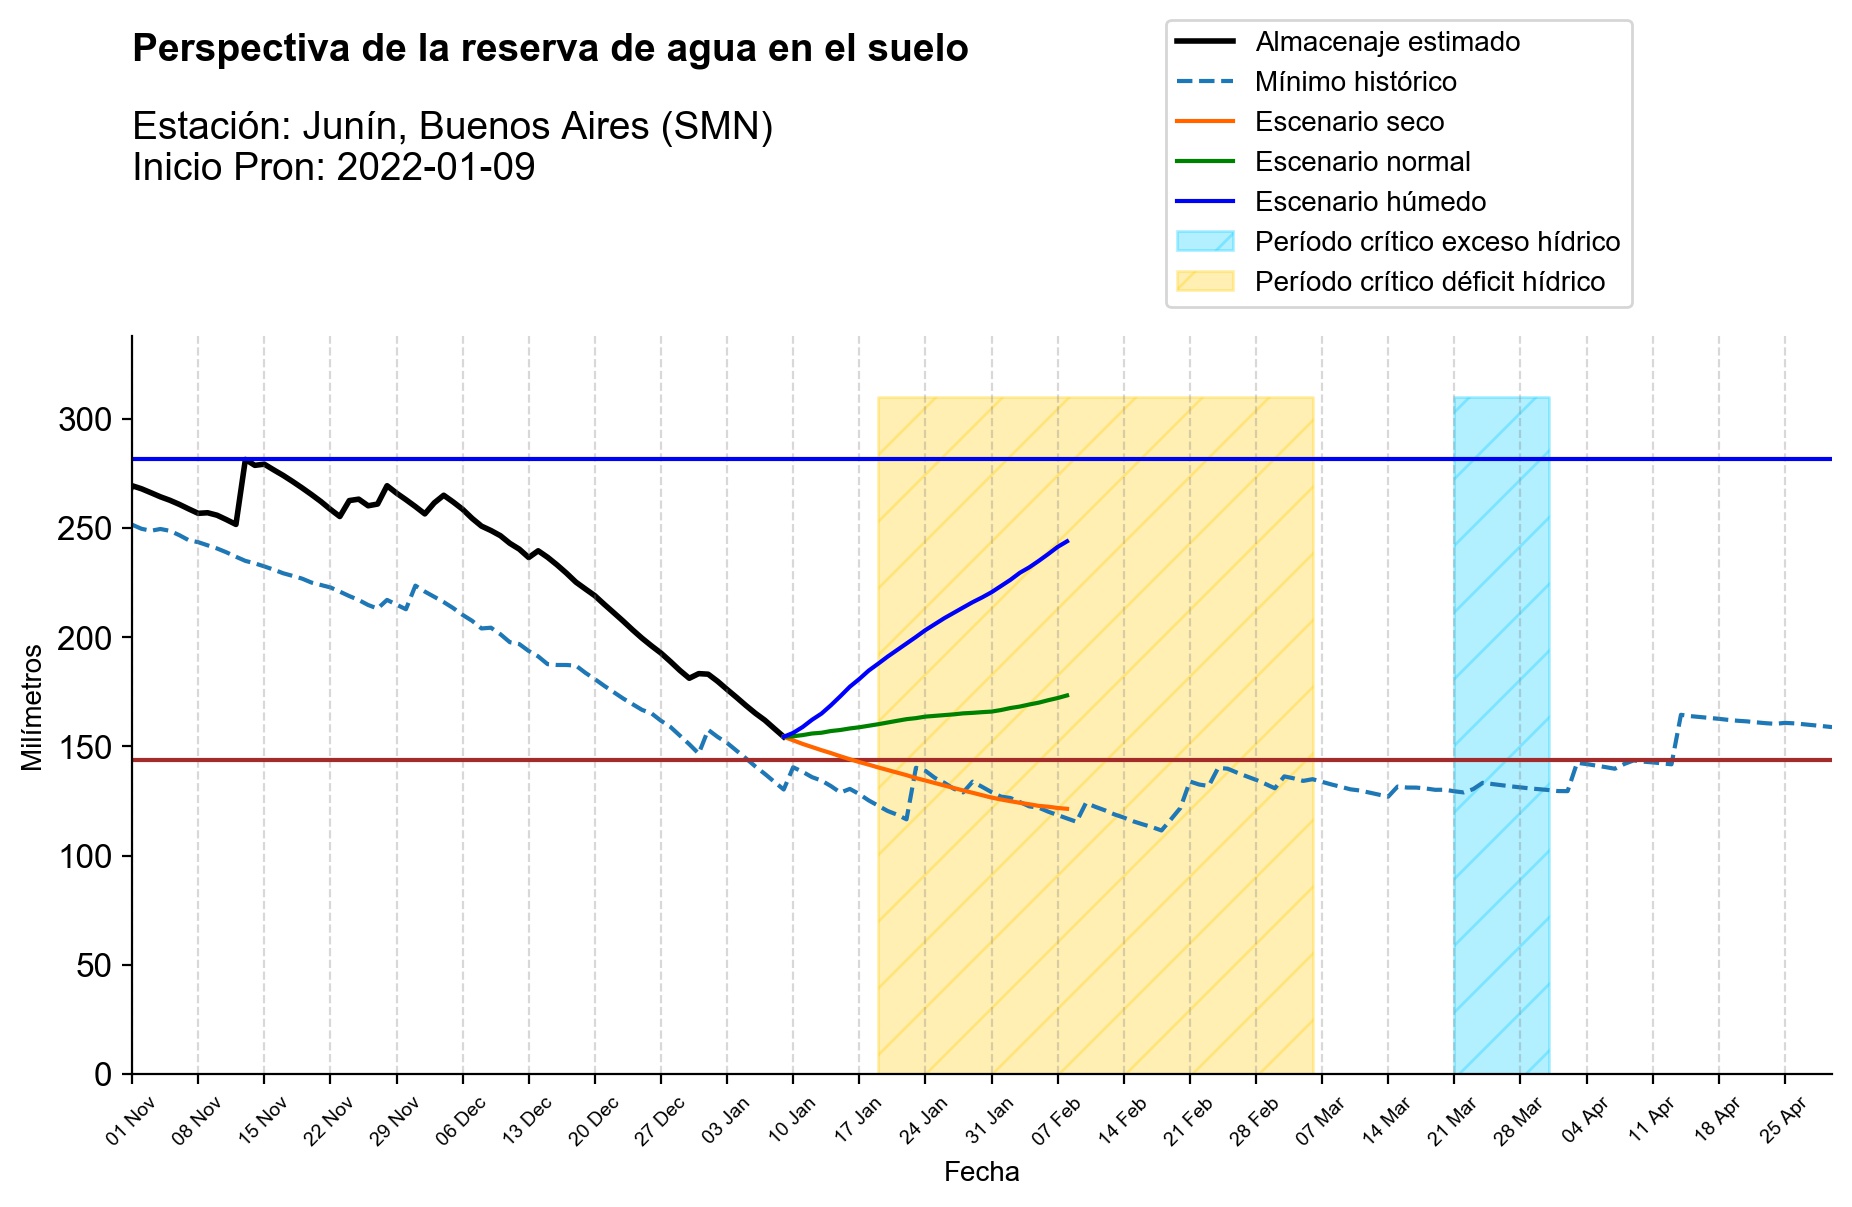 Perspectiva de la reserva de agua en el suelo
Estación: Junín, Buenos Aires (SMN)
Inicio Pron: 2022-01-09
Almacenaje estimado
Mínimo histórico
Escenario seco
Escenario normal
Escenario húmedo
Período crítico exceso hídrico
Período crítico déficit hídrico
Milímetros
300
250
200
150
100
50
0
01 Nov
08 Nov
15 Nov
22 Nov
29 Nov
06 Dec
13 Dec
20 Dec
27 Dec
03 Jan
10 Jan
17 Jan
24 Jan
31 Jan
07 Feb
14 Feb
21 Feb
28 Feb
07 Mar
14 Mar
21 Mar
28 Mar
04 Apr
11 Apr
18 Apr
25 Apr
Fecha